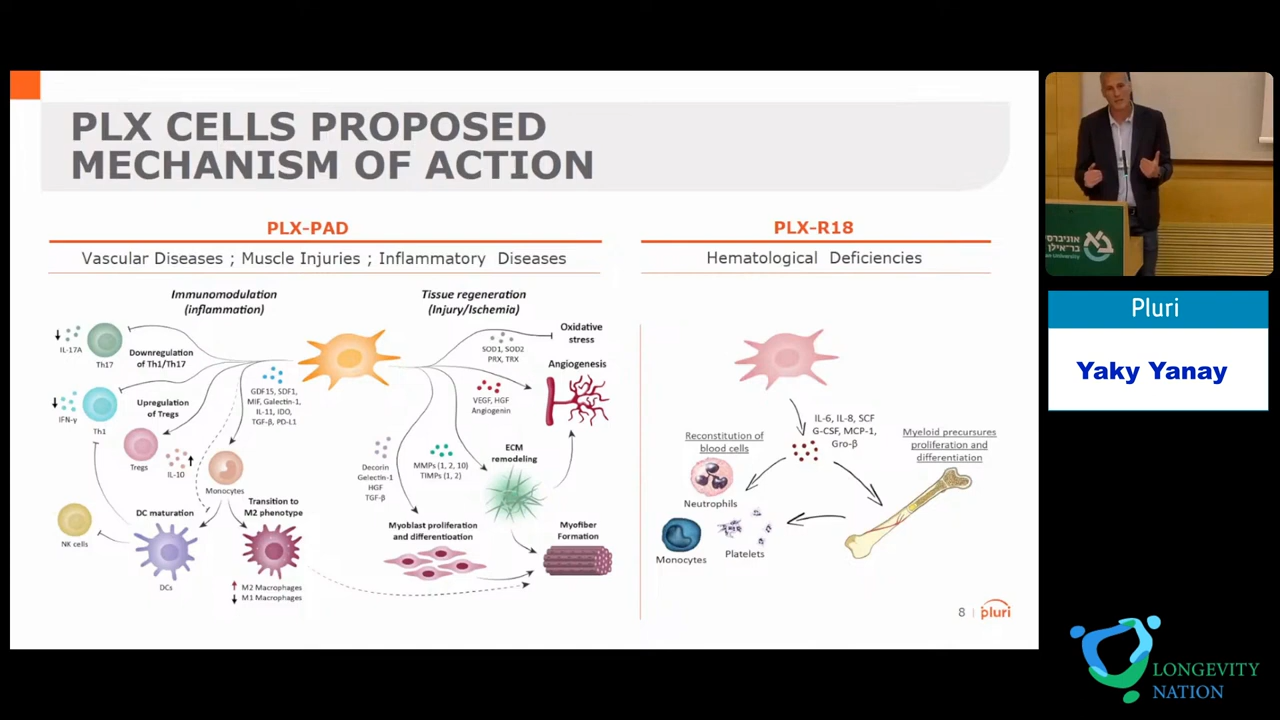 PLX CELLS PROPOSED
MECHANISM OF ACTION
PLX-PAD
Vascular Diseases ; Muscle Injuries ; Inflammatory Diseases
Immunomodulation
(inflammation)
Tissue regeneration
(Injury/Ischemia)
IL-17A
Th17
Downregulation
of Th1/Th17
IFN-γ
Th1
Upregulation
of Tregs
GDF15, SDF1,
MIF, Galectin-1,
IL-11, IDO,
TGF-β, PD-L1
Tregs
IL-10
Monocytes
DC maturation
Transition to
M2 phenotype
NK cells
DCs
M2 Macrophages
M1 Macrophages
SOD1, SOD2
PRX, TRX
Oxidative
stress
Angiogenesis
VEGF, HGF
Angiogenin
Decorin
Gelectin-1
HGF
TGF-β
MMPs (1, 2, 10)
TIMPs (1, 2)
ECM
remodeling
Myoblast proliferation
and differentioation
Myofiber
Formation
PLX-R18
Hematological Deficiencies
IL-6, IL-8, SCF
G-CSF, MCP-1,
Gro-β
Reconstitution of
blood cells
Myeloid precursures
proliferation and
differentiation
Neutrophils
Monocytes
Platelets
8 | pluri
אוניברסי
בר־אילן
Pluri
Yaky Yanay
LONGEVITY
NATION